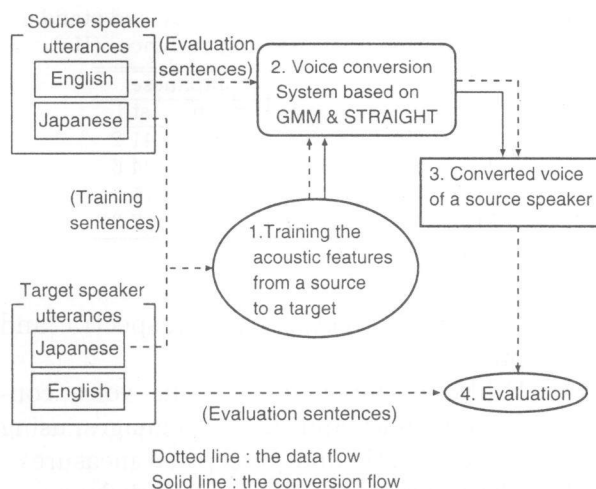 Source speaker
utterances
English
Japanese
(Evaluation
sentences)
2. Voice conversion
System based on
GMM & STRAIGHT
3. Converted voice
of a source speaker
(Training
sentences)
1.Training the
acoustic features
from a source
to a target
Target speaker
utterances
Japanese
English
(Evaluation sentences)
4. Evaluation
Dotted line : the data flow
Solid line : the conversion flow